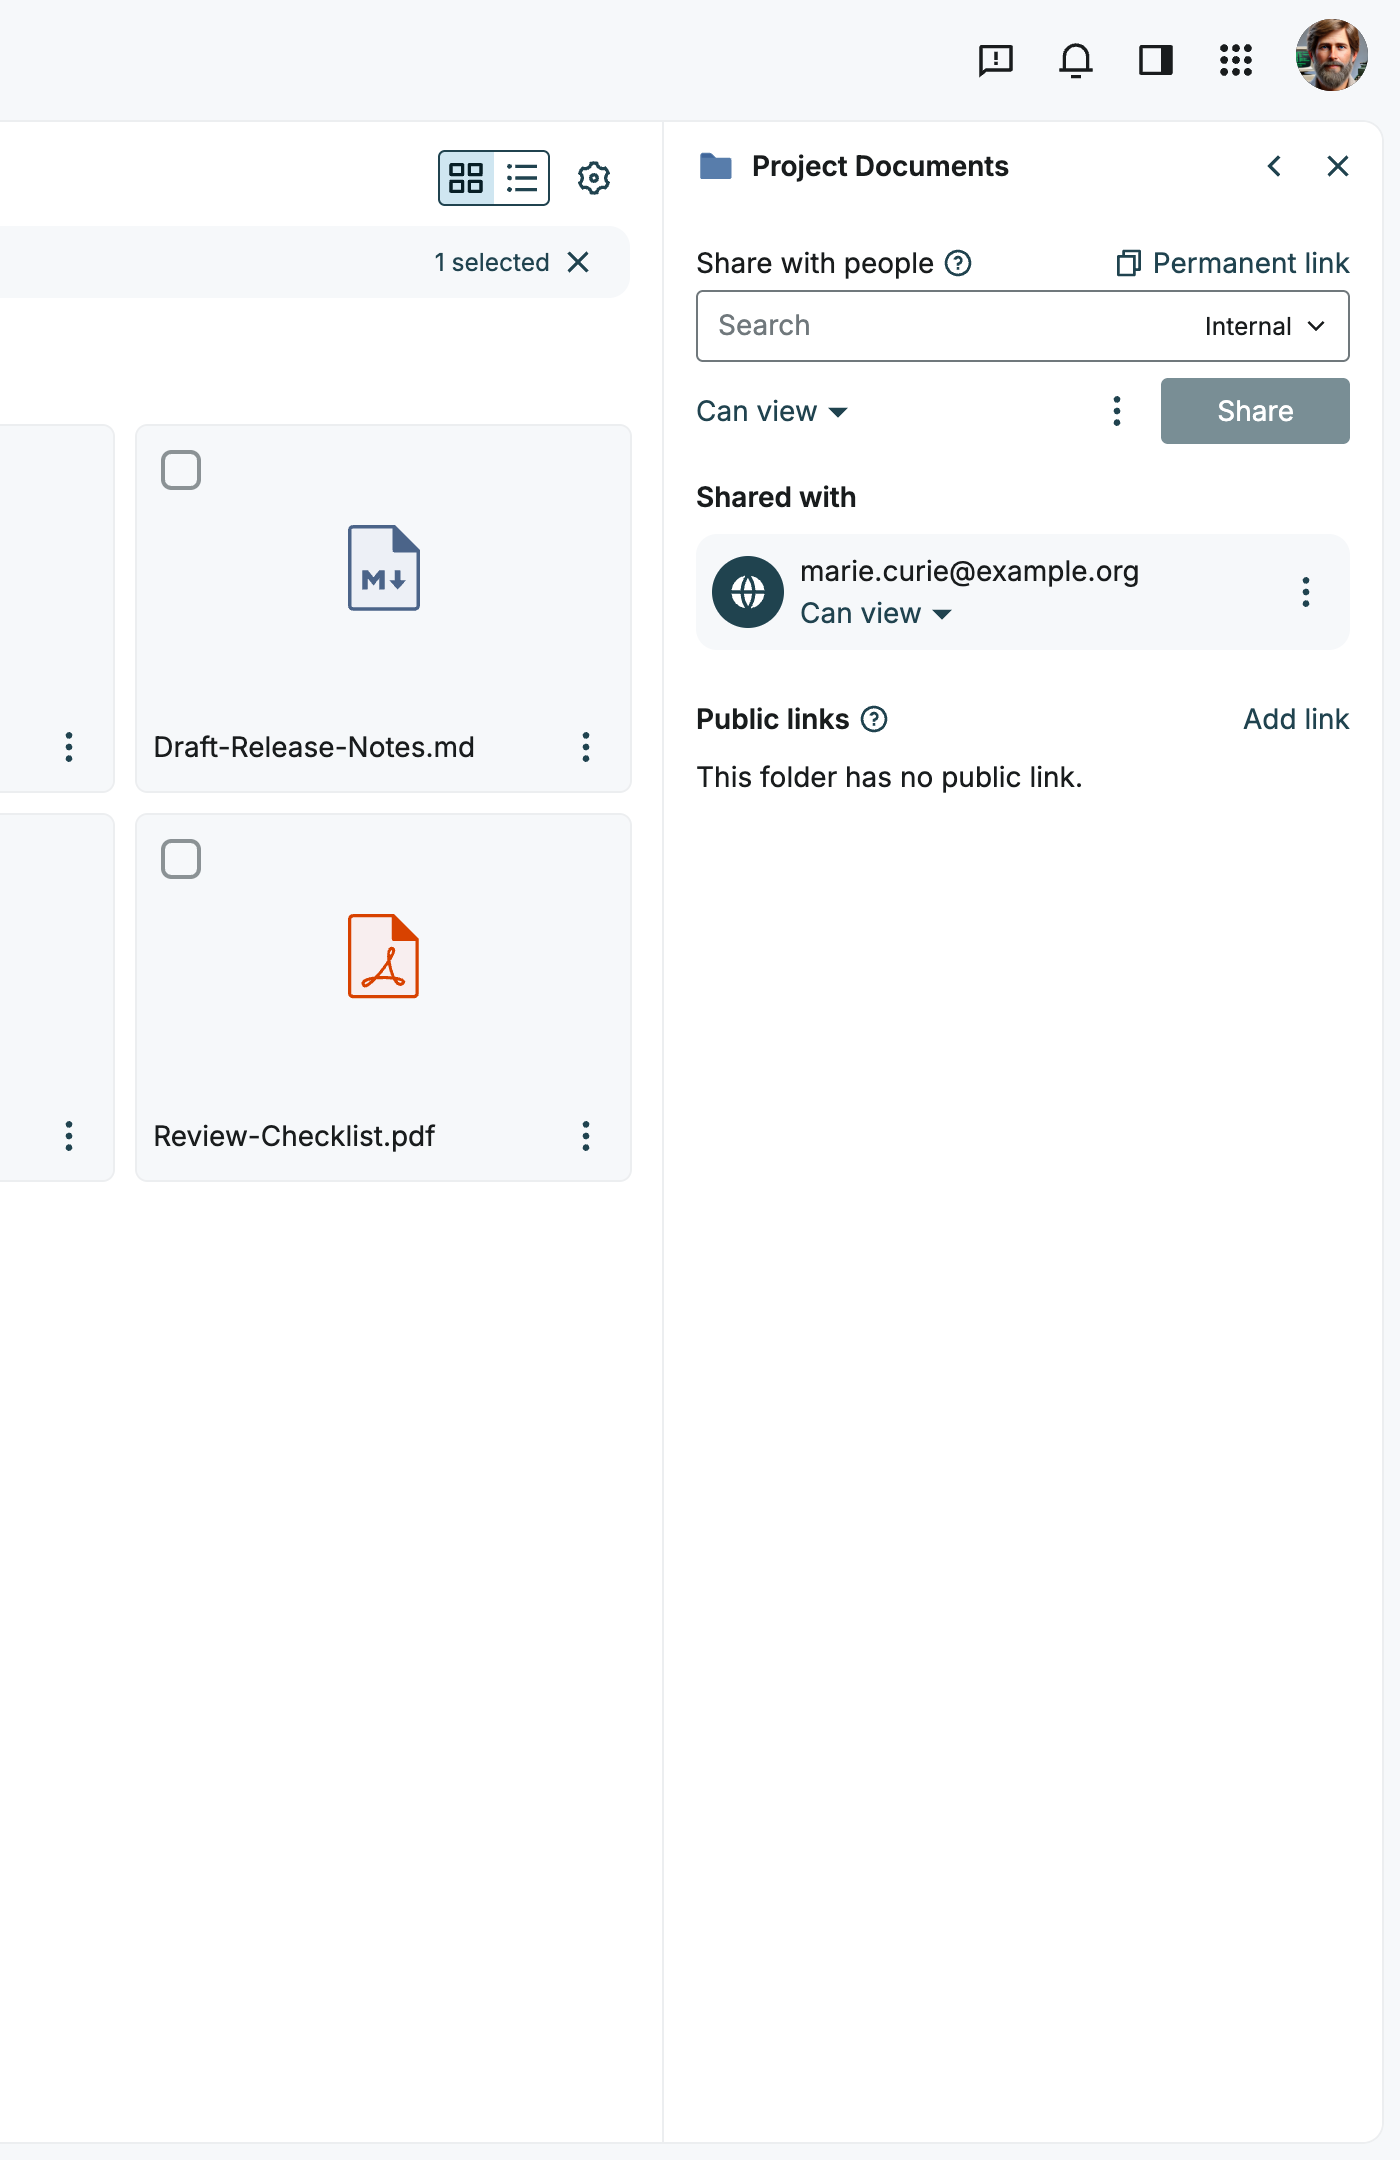 1 selected
M
Draft-Release-Notes.md
Review-Checklist.pdf
Project Documents
Share with people
Permanent link
Search
Internal
Can view
Share
Shared with
marie.curie@example.org
Can view
Public links
Add link
This folder has no public link.